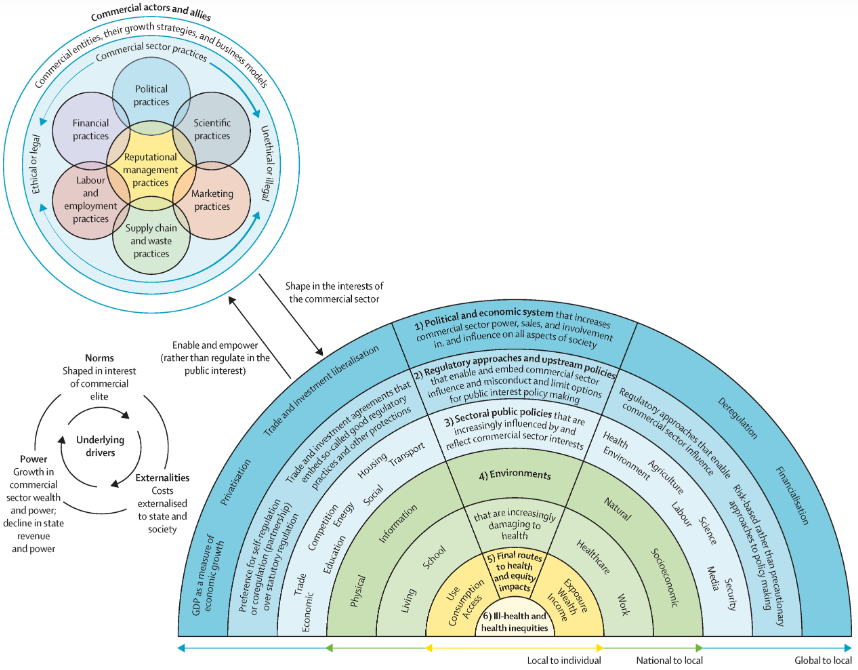 Commercial actors and allies
Commercial entities, their growth strategies, and business models
Commercial sector practices
Ethical or legal
Unethical or illegal
Political
practices
Financial
practices
Scientific
practices
Reputational
management
practices
Labour
and
employment
practices
Marketing
practices
Supply chain
and waste
practices
Shape in the interests
of the commercial sector
Enable and empower
(rather than regulate in the
public interest)
Norms
Shaped in interest
of commercial
elite
Underlying
drivers
Power
Growth in
commercial
sector wealth
and power;
decline in state
revenue
and power
Externalities
Costs
externalised
to state and
society
1) Political and economic system that increases
commercial sector power, sales, and involvement
in, and influence on all aspects of society
GDP as a measure of
economic growth
Privatisation
Trade and investment liberalisation
Deregulation
Financialisation
2) Regulatory approaches and upstream policies
that enable and embed commercial sector
influence and misconduct and limit options
for public interest policy making
Preference for self-regulation
or coregulation (partnership)
over statutory regulation
Trade and investment agreements that
embed so-called good regulatory
practices and other protections
Regulatory approaches that enable
commercial sector influence
Risk-based rather than precautionary
approaches to policy making
3) Sectoral public policies that are
increasingly influenced by and
reflect commercial sector interests
Trade
Economic
Competition
Education
Energy
Social
Housing
Transport
Health
Environment
Agriculture
Labour
Science
Media
Security
4) Environments
that are increasingly
damaging to
health
Physical
Information
Natural
Socioeconomic
Living
School
Healthcare
Work
5) Final routes
to health
and equity
impacts
Use
Consumption
Access
Exposure
Wealth
Income
6) Ill-health and
health inequities
Local to individual
National to local
Global to local